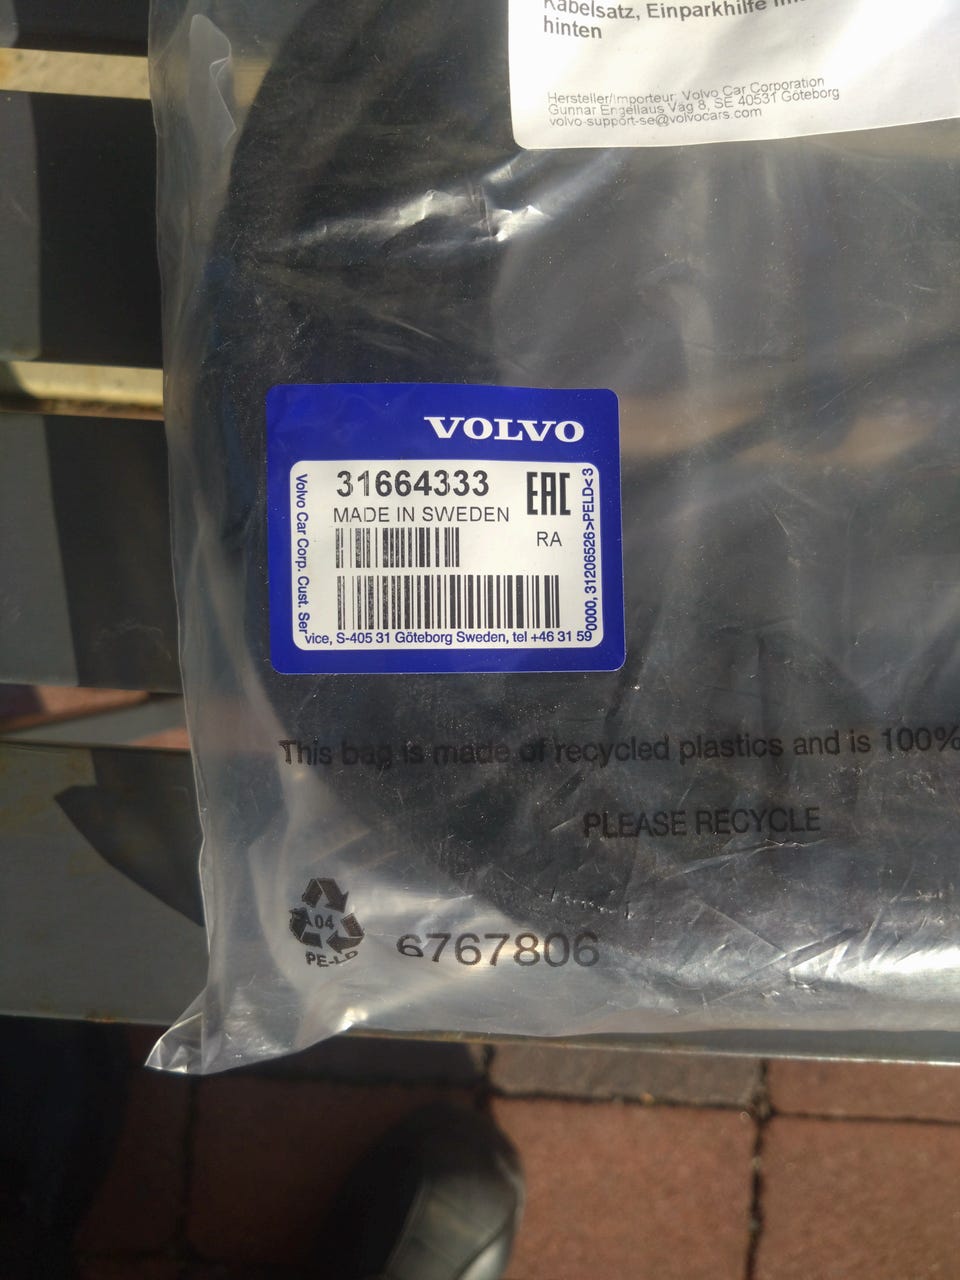 Kabelsatz, Einparkhilfe
hinten
Hersteller/Importeur: Volvo Car Corporation
Gunnar Engellaus Väg 8, SE 40531 Göteborg
volvo-support-se@volvocars.com
VOLVO
31664333
EAC
MADE IN SWEDEN
RA
Volvo Car Corp. Cust. Service, S-405 31 Göteborg Sweden, tel +46 31 590000, 31206526>PELD<3
This bag is made of recycled plastics and is 100%
PLEASE RECYCLE
04
PE-LD
6767806